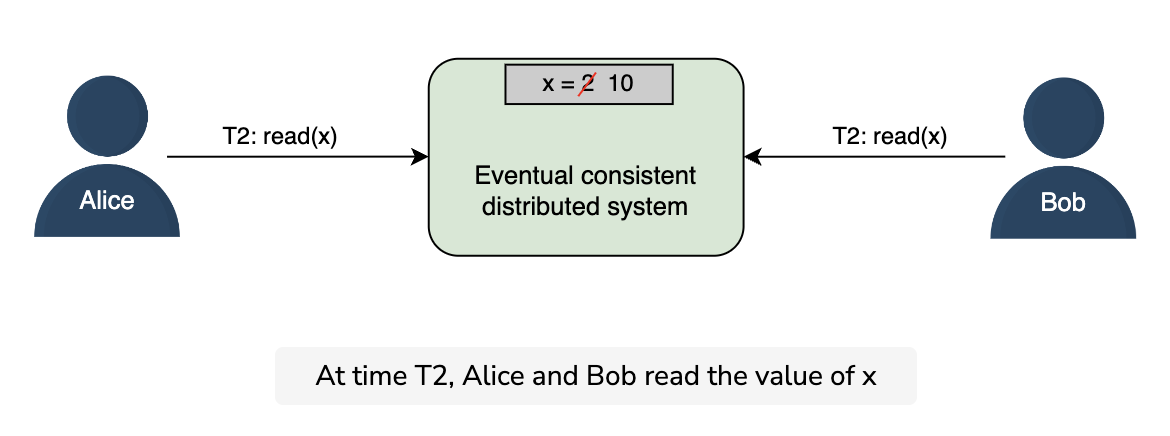 x = 2 10
T2: read(x)
T2: read(x)
Eventual consistent
distributed system
Alice
Bob
At time T2, Alice and Bob read the value of x